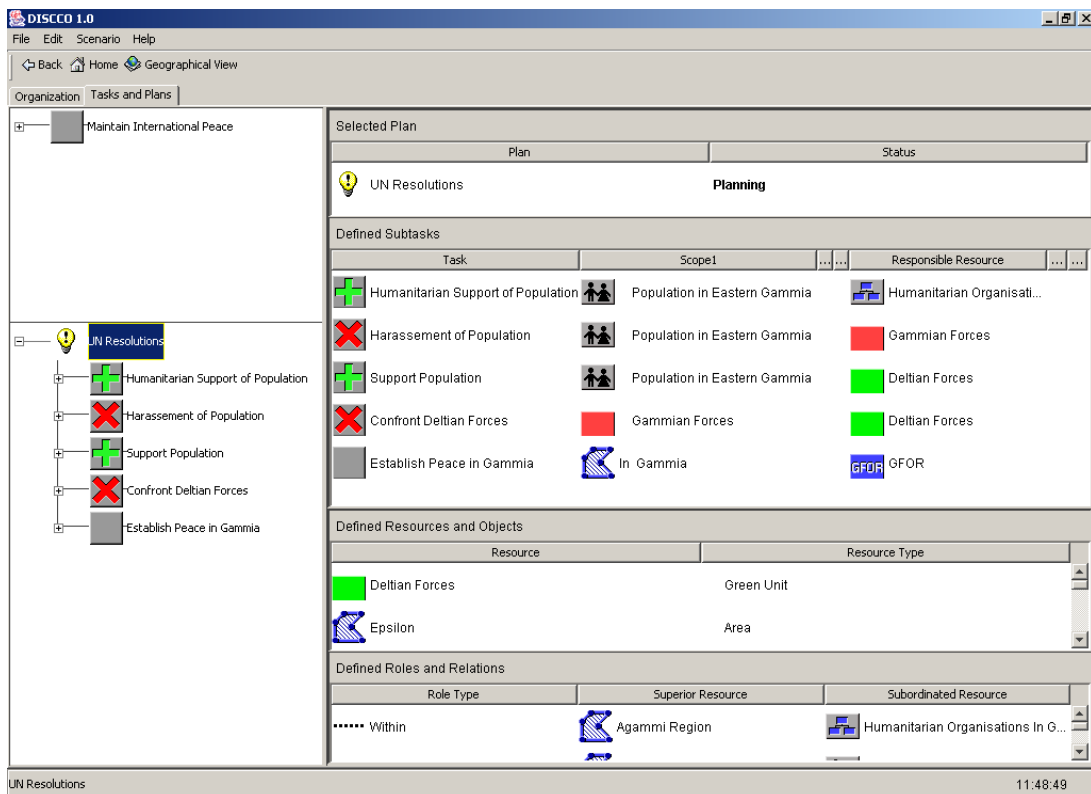 DISCCO 1.0
File Edit Scenario Help
Back Home Geographical View
Organization Tasks and Plans
Maintain International Peace
UN Resolutions
Humanitarian Support of Population
Harassement of Population
Support Population
Confront Deltian Forces
Establish Peace in Gammia
Selected Plan
Plan Status
UN Resolutions Planning
Defined Subtasks
Task Scope1 ... ... Responsible Resource ... ...
Humanitarian Support of Population Population in Eastern Gammia Humanitarian Organisati...
Harassement of Population Population in Eastern Gammia Gammian Forces
Support Population Population in Eastern Gammia Deltian Forces
Confront Deltian Forces Gammian Forces Deltian Forces
Establish Peace in Gammia In Gammia GFOR GFOR
Defined Resources and Objects
Resource Resource Type
Deltian Forces Green Unit
Epsilon Area
Defined Roles and Relations
Role Type Superior Resource Subordinated Resource
Within Agammi Region Humanitarian Organisations In G...
UN Resolutions 11:48:49